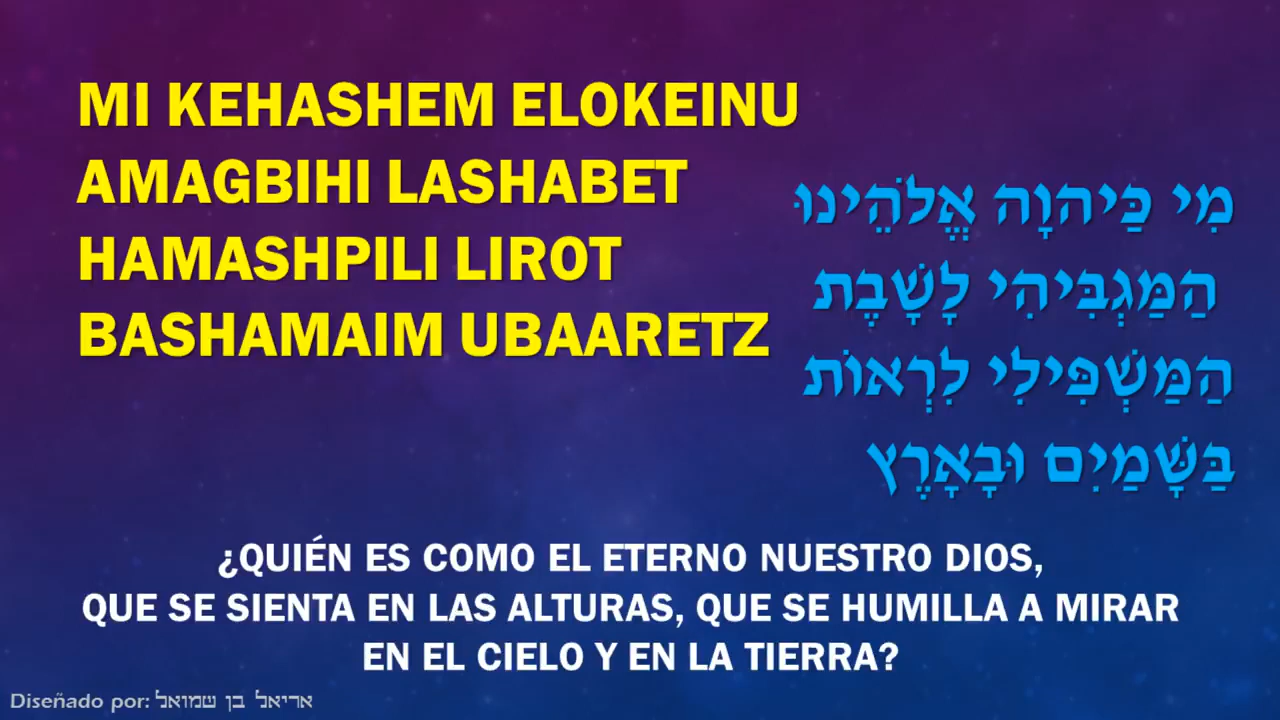 MI KEHASHEM ELOKEINU
AMAGBIHI LASHABET
HAMASHPILI LIROT
BASHAMAIM UBAARETZ
מִי כַּיהוָה אֱלֹהֵינוּ
הַמַּגְבִּיהִי לָשָׁבֶת
הַמַּשְׁפִּילִי לִרְאוֹת
בַּשָּׁמַיִם וּבָאָרֶץ
¿QUIÉN ES COMO EL ETERNO NUESTRO DIOS,
QUE SE SIENTA EN LAS ALTURAS, QUE SE HUMILLA A MIRAR
EN EL CIELO Y EN LA TIERRA?
Diseñado por: אריאל בן שמואל